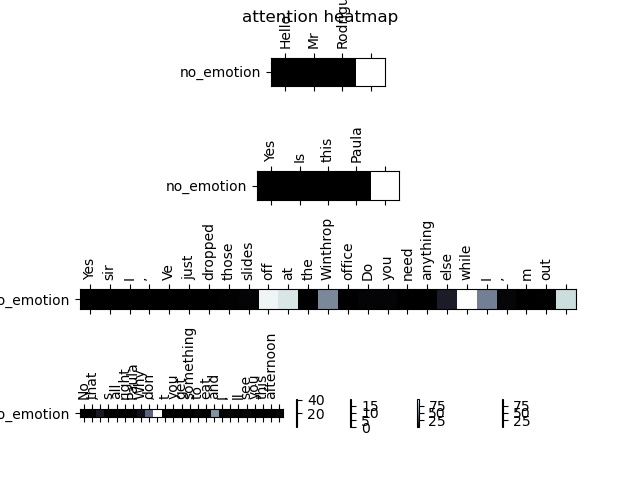 attention heatmap
Hello Mr
no_emotion
Yes Is this Paula
no_emotion
Yes sir I , Ve just dropped those slides off at the Winthrop office Do you need anything else while I , m out
o_emotion
No that s all right Paula Why don t you get something to eat and I ll see you this afternoon
o_emotion
40
20
15
10
5
0
75
50
25
75
50
25